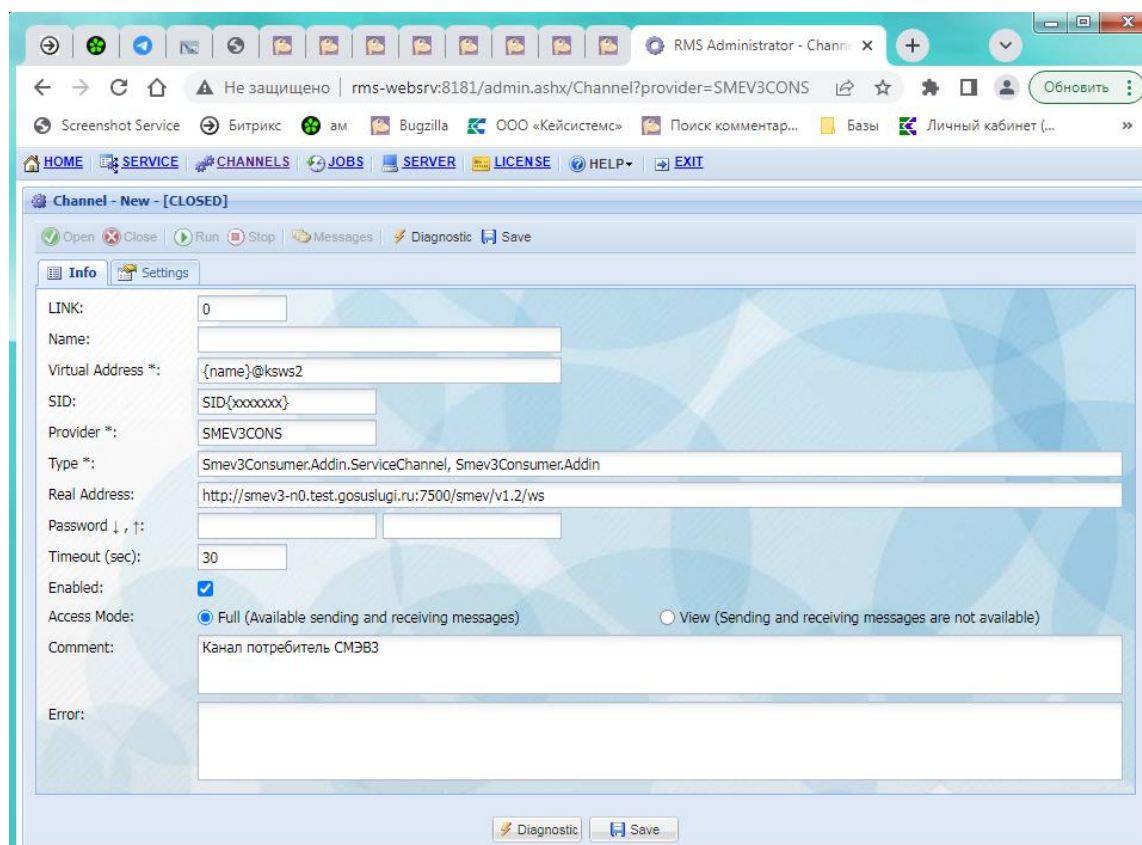 RMS Administrator - Channe
Не защищено rms-websrv:8181/admin.ashx/Channel?provider=SMEV3CONS Обновить
Screenshot Service Битрикс ам Bugzilla ООО «Кейсистемс» Поиск комментар... Базы Личный кабинет (... »
HOME SERVICE CHANNELS JOBS SERVER LICENSE HELP EXIT
Channel - New - [CLOSED]
Open Close Run Stop Messages Diagnostic Save
Info Settings
LINK: 0
Name:
Virtual Address *: {name}@ksws2
SID: SID{xxxxxxx}
Provider *: SMEV3CONS
Type *: Smev3Consumer.Addin.ServiceChannel, Smev3Consumer.Addin
Real Address: http://smev3-n0.test.gosuslugi.ru:7500/smev/v1.2/ws
Password ↓ , ↑:
Timeout (sec): 30
Enabled:
Access Mode: Full (Available sending and receiving messages) View (Sending and receiving messages are not available)
Comment: Канал потребитель СМЭВ3
Error:
Diagnostic Save